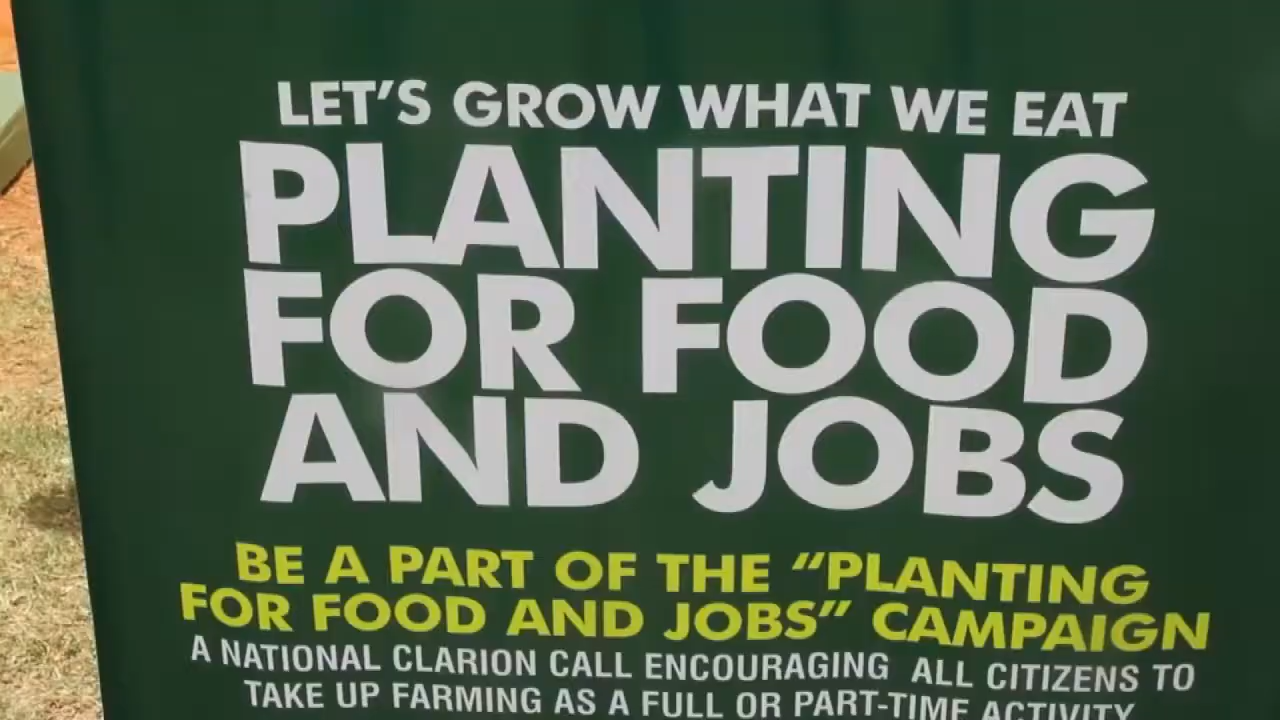 LET'S GROW WHAT WE EAT
PLANTING
FOR FOOD
AND JOBS
BE A PART OF THE "PLANTING
FOR FOOD AND JOBS" CAMPAIGN
A NATIONAL CLARION CALL ENCOURAGING ALL CITIZENS TO
TAKE UP FARMING AS A FULL OR PART-TIME ACTIVITY